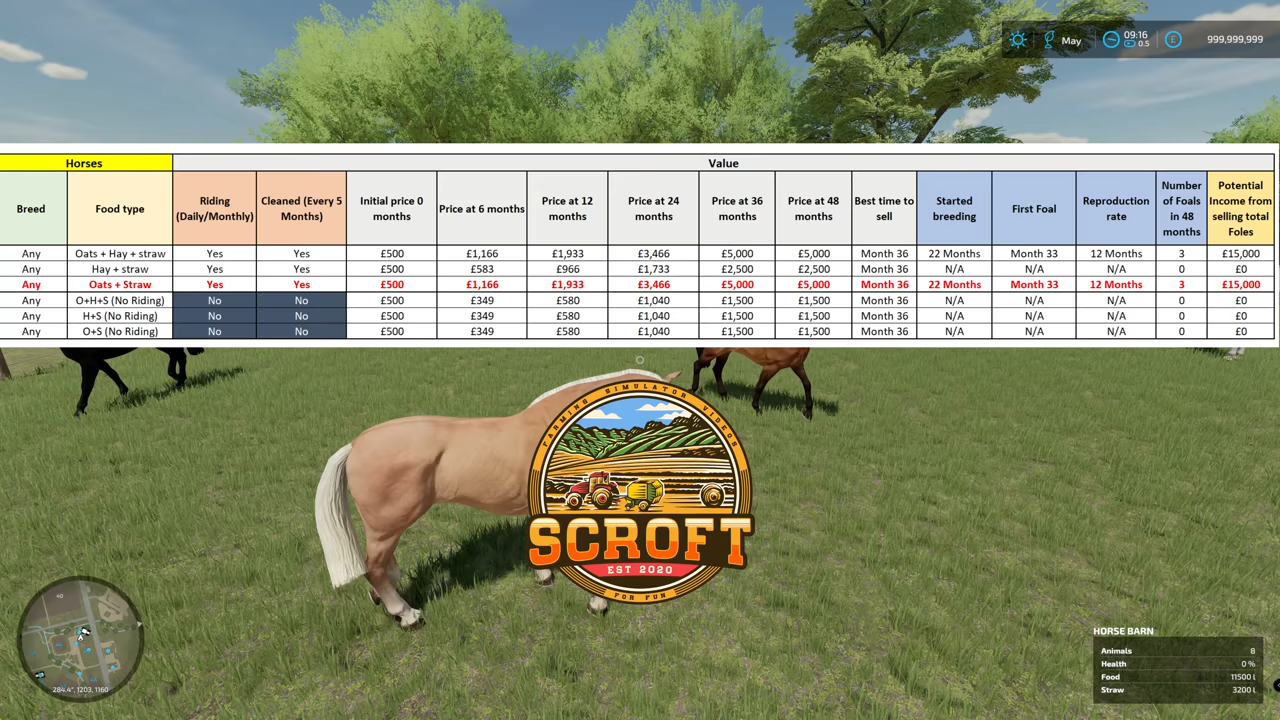 May
09:16
0.5
E
999,999,999
Horses Value
Breed Food type Riding (Daily/Monthly) Cleaned (Every 5 Months) Initial price 0 months Price at 6 months Price at 12 months Price at 24 months Price at 36 months Price at 48 months Best time to sell Started breeding First Foal Reproduction rate Number of Foals in 48 months Potential Income from selling total Foles
Any Oats + Hay + straw Yes Yes £500 £1,166 £1,933 £3,466 £5,000 £5,000 Month 36 22 Months Month 33 12 Months 3 £15,000
Any Hay + straw Yes Yes £500 £583 £966 £1,733 £2,500 £2,500 Month 36 N/A N/A N/A 0 £0
Any Oats + Straw Yes Yes £500 £1,166 £1,933 £3,466 £5,000 £5,000 Month 36 22 Months Month 33 12 Months 3 £15,000
Any O+H+S (No Riding) No No £500 £349 £580 £1,040 £1,500 £1,500 Month 36 N/A N/A N/A 0 £0
Any H+S (No Riding) No No £500 £349 £580 £1,040 £1,500 £1,500 Month 36 N/A N/A N/A 0 £0
Any O+S (No Riding) No No £500 £349 £580 £1,040 £1,500 £1,500 Month 36 N/A N/A N/A 0 £0
FARMING SIMULATOR VIDEOS
SCROFT
EST 2020
FOR FUN
40
284.4°, 1203, 1160
HORSE BARN
Animals 8
Health 0 %
Food 11500 l
Straw 3200 l